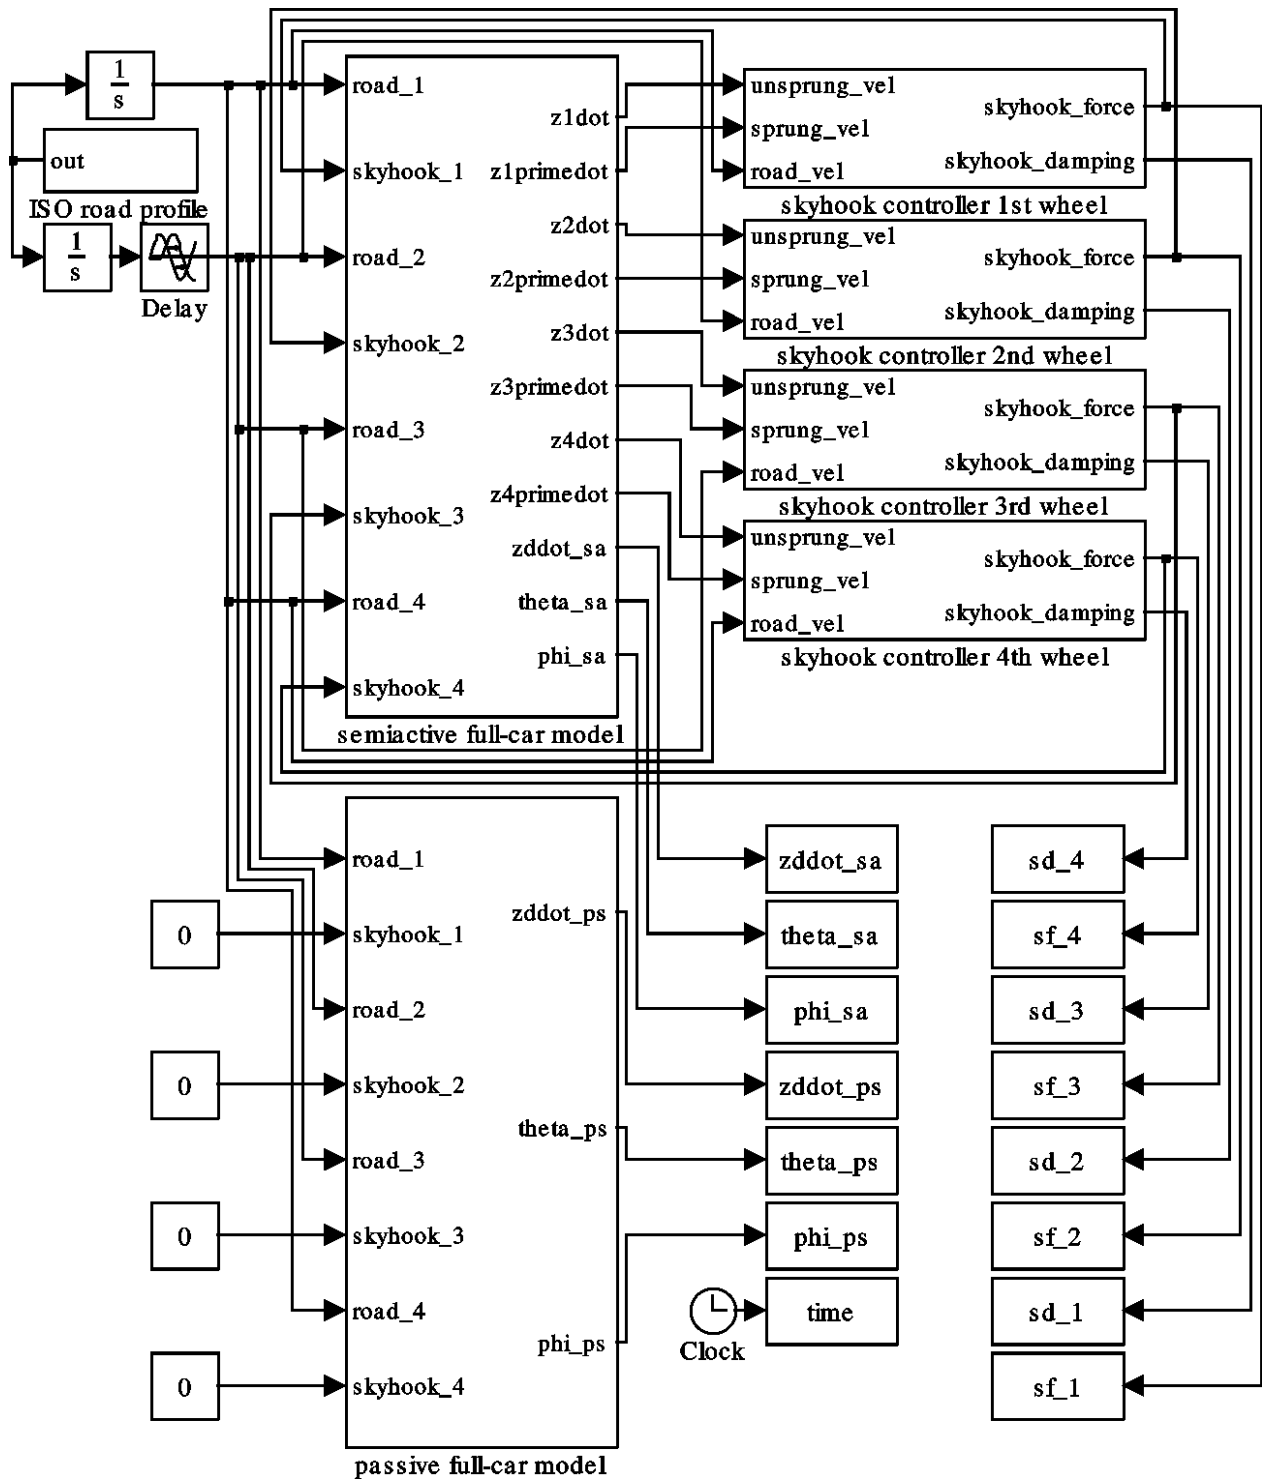 1
s
out
ISO road profile
1
s
Delay
road_1
skyhook_1
road_2
skyhook_2
road_3
skyhook_3
road_4
skyhook_4
z1dot
z1primedot
z2dot
z2primedot
z3dot
z3primedot
z4dot
z4primedot
zddot_sa
theta_sa
phi_sa
semiactive full-car model
unsprung_vel
sprung_vel
road_vel
skyhook_force
skyhook_damping
skyhook controller 1st wheel
unsprung_vel
sprung_vel
road_vel
skyhook_force
skyhook_damping
skyhook controller 2nd wheel
unsprung_vel
sprung_vel
road_vel
skyhook_force
skyhook_damping
skyhook controller 3rd wheel
unsprung_vel
sprung_vel
road_vel
skyhook_force
skyhook_damping
skyhook controller 4th wheel
0
0
0
0
road_1
skyhook_1
road_2
skyhook_2
road_3
skyhook_3
road_4
skyhook_4
zddot_ps
theta_ps
phi_ps
passive full-car model
zddot_sa
theta_sa
phi_sa
zddot_ps
theta_ps
phi_ps
Clock
time
sd_4
sf_4
sd_3
sf_3
sd_2
sf_2
sd_1
sf_1